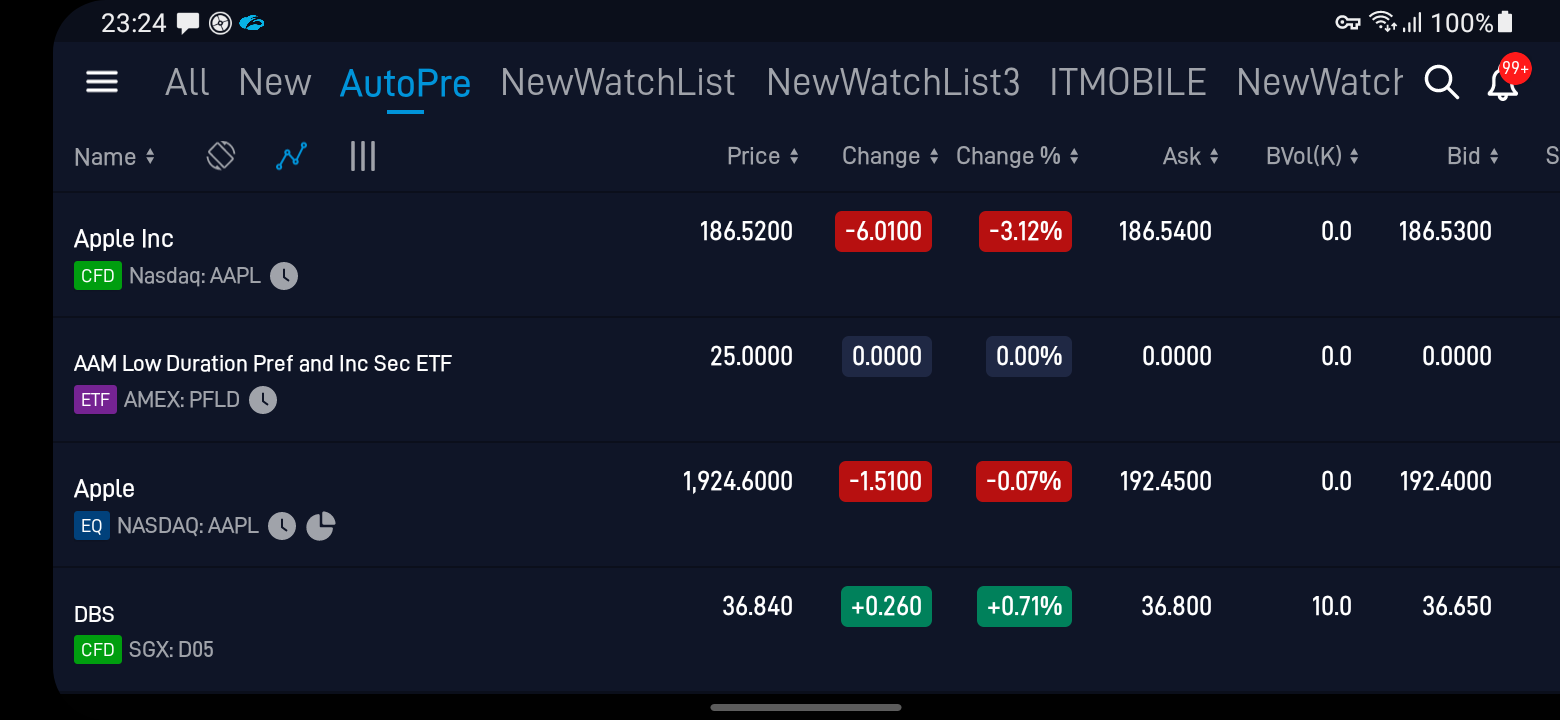 23:24 100%
All New AutoPre NewWatchList NewWatchList3 ITMOBILE NewWatch 99+
Name Price Change Change % Ask BVol(K) Bid S
Apple Inc 186.5200 -6.0100 -3.12% 186.5400 0.0 186.5300
CFD Nasdaq: AAPL
AAM Low Duration Pref and Inc Sec ETF 25.0000 0.0000 0.00% 0.0000 0.0 0.0000
ETF AMEX: PFLD
Apple 1,924.6000 -1.5100 -0.07% 192.4500 0.0 192.4000
EQ NASDAQ: AAPL
DBS 36.840 +0.260 +0.71% 36.800 10.0 36.650
CFD SGX: D05